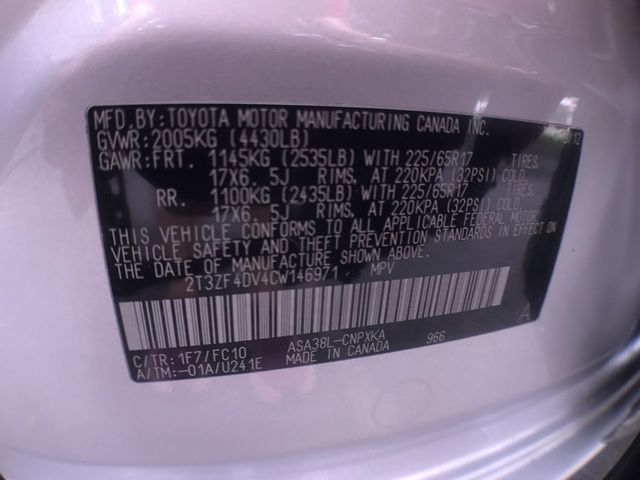 MFD.BY:TOYOTA MOTOR MANUFACTURING CANADA INC.
GVWR:2005KG (4430LB)
GAWR:FRT. 1145KG (2535LB) WITH 225/65R17 TIRES,
17X6. 5J RIMS, AT 220KPA (32PSI) COLD,
RR. 1100KG (2435LB) WITH 225/65R17 TIRES,
17X6. 5J RIMS, AT 220KPA (32PSI) COLD.
THIS VEHICLE CONFORMS TO ALL APPLICABLE FEDERAL MOTOR
VEHICLE SAFETY AND THEFT PREVENTION STANDARDS IN EFFECT ON
THE DATE OF MANUFACTURE SHOWN ABOVE.
2T3ZF4DV4CW146971 MPV
A
C/TR:1F7/FC10 ASA38L-CNPXKA 966
A/TM:-01A/U241E MADE IN CANADA